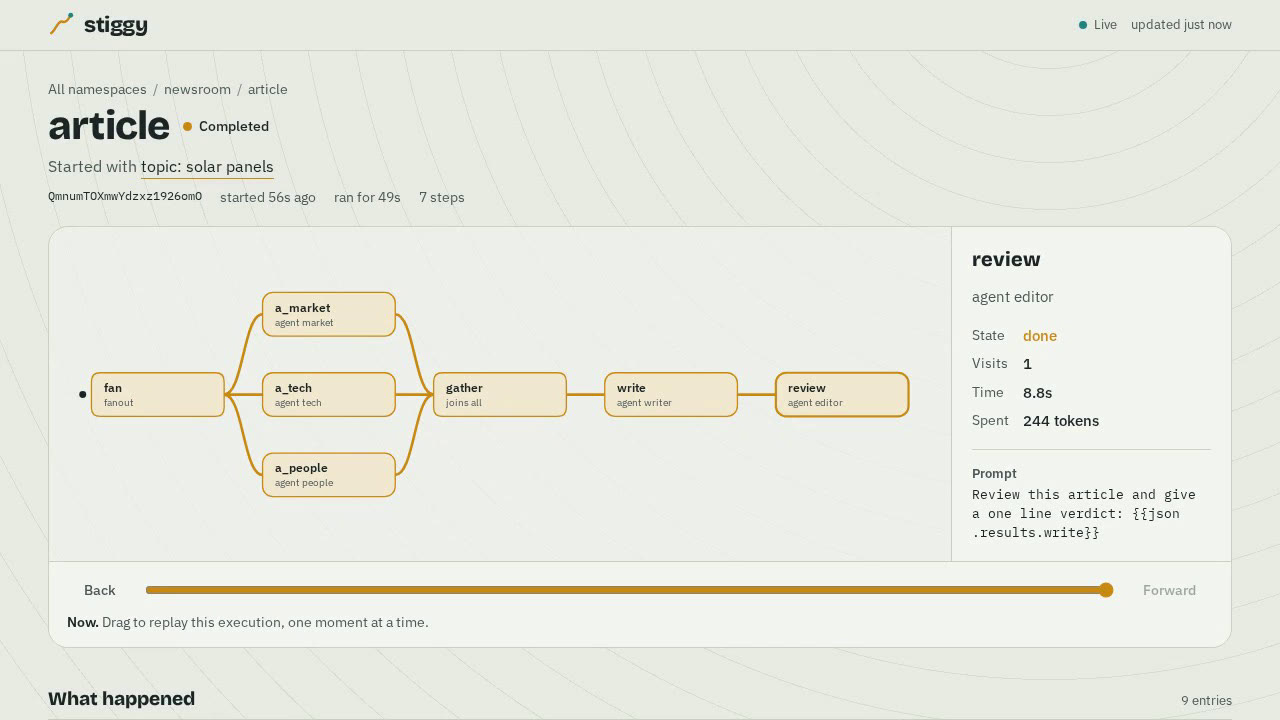 stiggy
Live updated just now
All namespaces / newsroom / article
article Completed
Started with topic: solar panels
QmnumTOXmwYdzxz1926omO started 56s ago ran for 49s 7 steps
fan
fanout
a_market
agent market
a_tech
agent tech
a_people
agent people
gather
joins all
write
agent writer
review
agent editor
review
agent editor
State done
Visits 1
Time 8.8s
Spent 244 tokens
Prompt
Review this article and give
a one line verdict: {{json
.results.write}}
Back
Forward
Now. Drag to replay this execution, one moment at a time.
What happened
9 entries